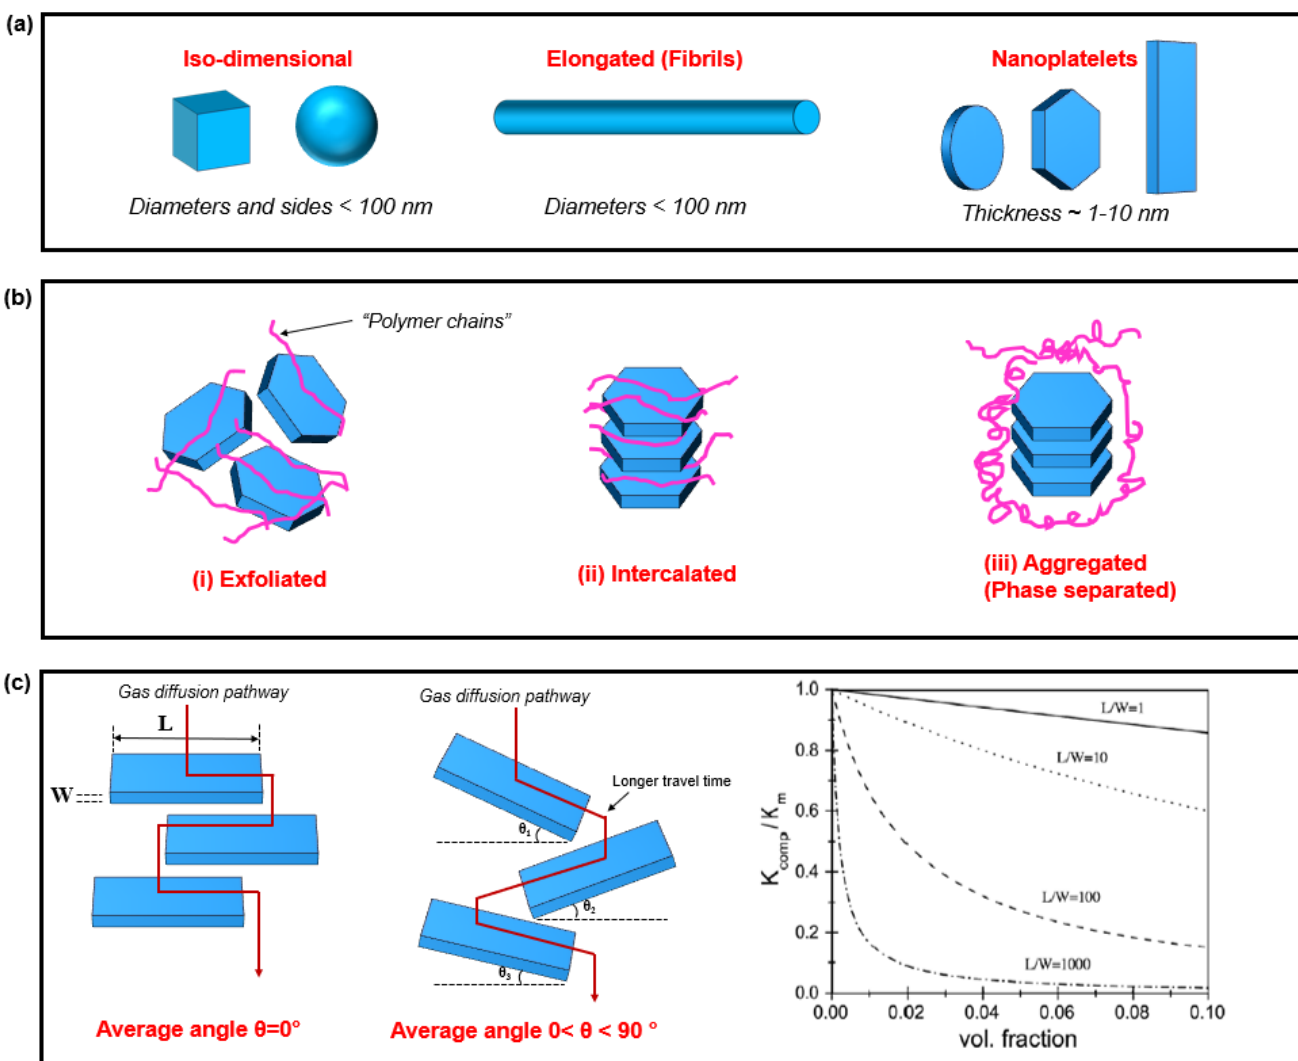 (a)
Iso-dimensional
Elongated (Fibrils)
Nanoplatelets
Diameters and sides < 100 nm
Diameters < 100 nm
Thickness ~ 1-10 nm
(b)
“Polymer chains”
(i) Exfoliated
(ii) Intercalated
(iii) Aggregated
(Phase separated)
(c)
Gas diffusion pathway
L
W
Average angle θ=0°
Gas diffusion pathway
Longer travel time
θ1
θ2
θ3
Average angle 0< θ < 90 °
Kcomp / Km
1.0
0.8
0.6
0.4
0.2
0.0
L/W=1
L/W=10
L/W=100
L/W=1000
0.00 0.02 0.04 0.06 0.08 0.10
vol. fraction